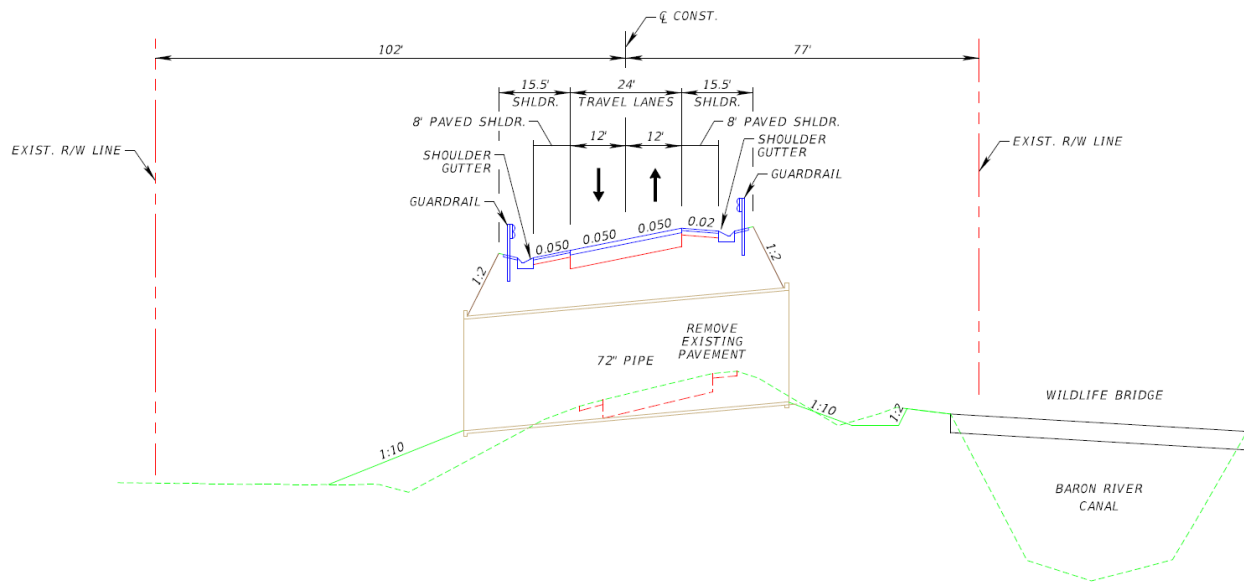 ℄ CONST.
102'
77'
15.5'
24'
15.5'
SHLDR.
TRAVEL LANES
SHLDR.
8' PAVED SHLDR.
8' PAVED SHLDR.
12'
12'
EXIST. R/W LINE
EXIST. R/W LINE
SHOULDER
GUTTER
SHOULDER
GUTTER
GUARDRAIL
GUARDRAIL
0.050
0.050
0.050
0.02
1:2
1:2
72" PIPE
REMOVE
EXISTING
PAVEMENT
1:10
1:10
1:2
WILDLIFE BRIDGE
BARON RIVER
CANAL